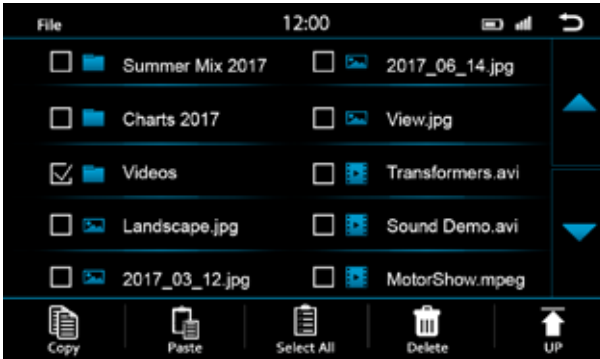 File 12:00
Summer Mix 2017 2017_06_14.jpg
Charts 2017 View.jpg
Videos Transformers.avi
Landscape.jpg Sound Demo.avi
2017_03_12.jpg MotorShow.mpeg
Copy Paste Select All Delete UP